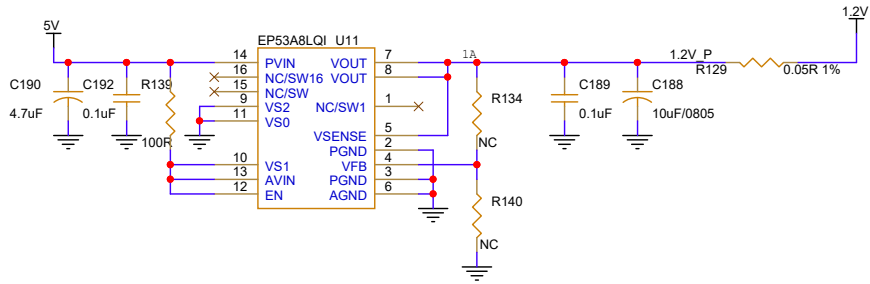 5V
EP53A8LQI U11
1.2V
14 PVIN
16 NC/SW16
15 NC/SW
9 VS2
11 VS0
10 VS1
13 AVIN
12 EN
VOUT 7
VOUT 8
NC/SW1 1
VSENSE 5
PGND 2
VFB 4
PGND 3
AGND 6
C190
4.7uF
C192
0.1uF
R139
100R
1A
R134
NC
R140
NC
C189
0.1uF
C188
10uF/0805
1.2V_P
R129
0.05R 1%